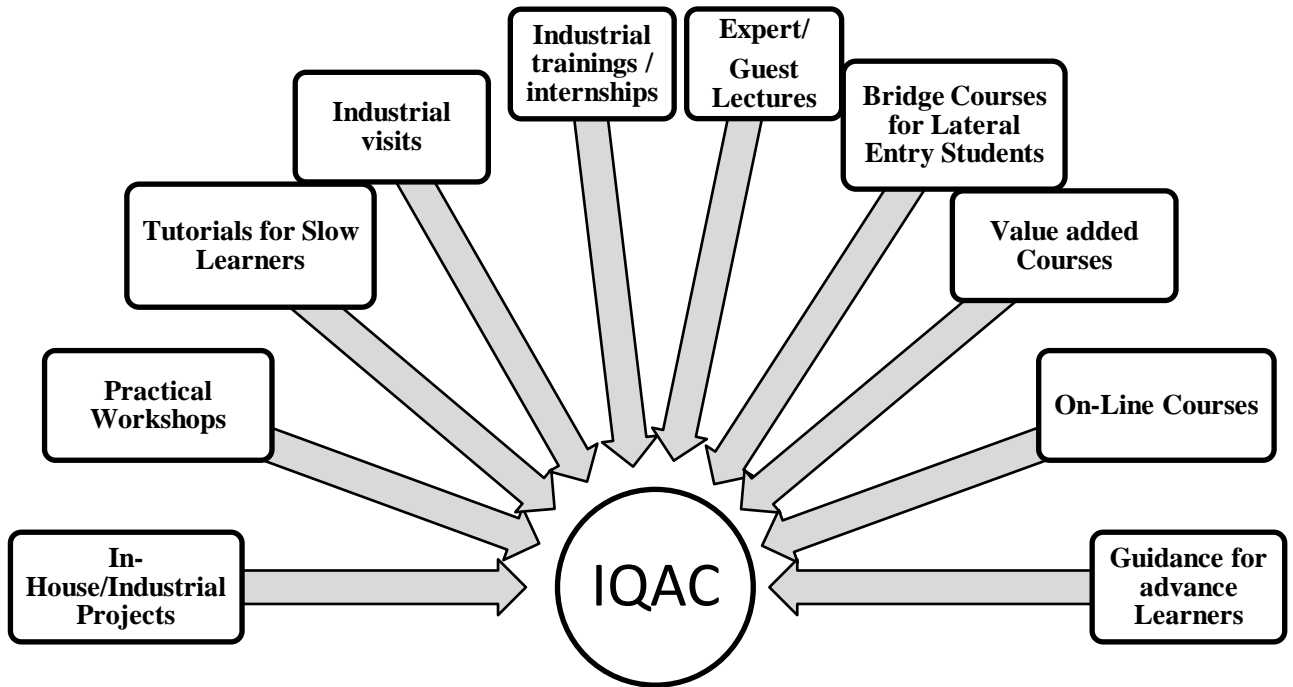 Industrial
trainings /
internships
Expert/
Guest
Lectures
Industrial
visits
Bridge Courses
for Lateral
Entry Students
Tutorials for Slow
Learners
Value added
Courses
Practical
Workshops
On-Line Courses
In-
House/Industrial
Projects
IQAC
Guidance for
advance
Learners